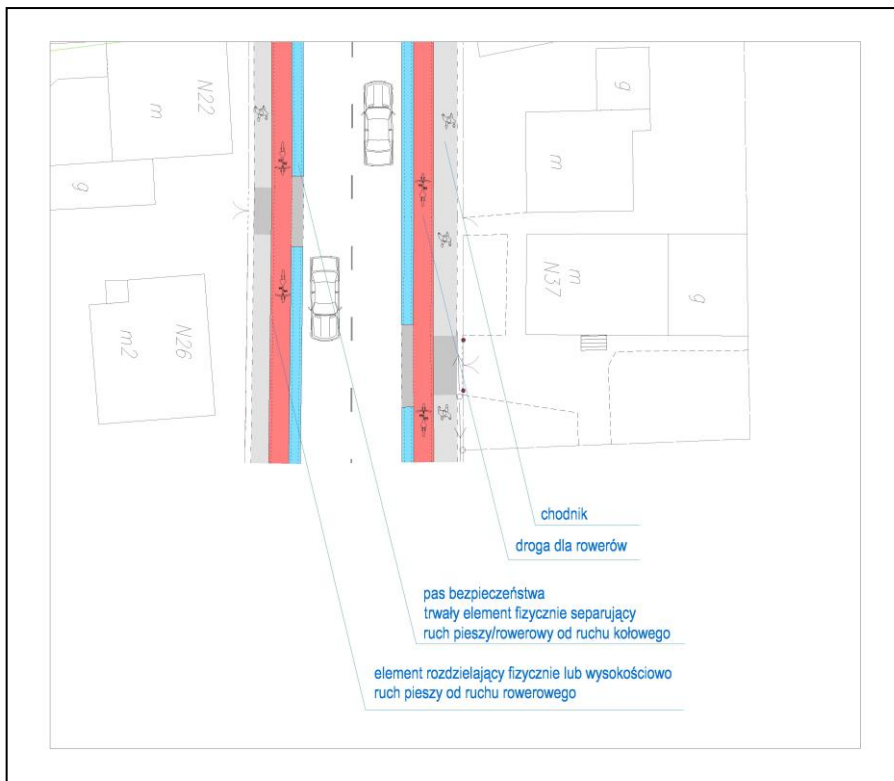 N22
m
g
g
m
m
N37
g
N26
m2
chodnik
droga dla rowerów
pas bezpieczeństwa
trwały element fizycznie separujący
ruch pieszy/rowerowy od ruchu kołowego
element rozdzielający fizycznie lub wysokościowo
ruch pieszy od ruchu rowerowego